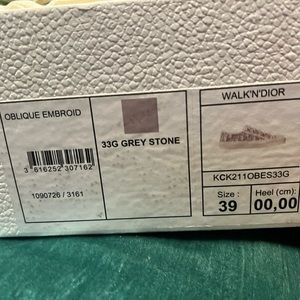 OBLIQUE EMBROID
3 616252 307162
1090726 / 3161
33G GREY STONE
WALK'N'DIOR
KCK211OBES33G
Size :
39
Heel (cm) :
00,00